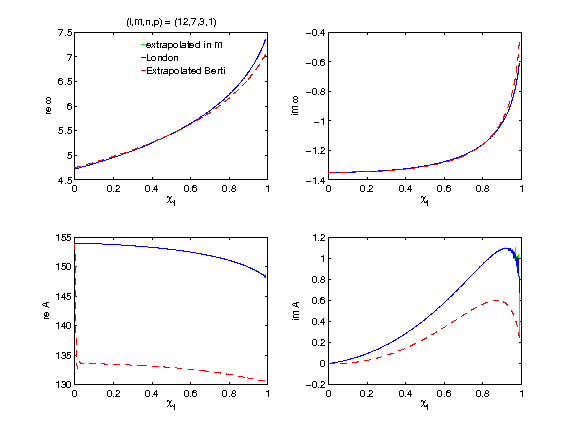 (l,m,n,p) = (12,7,3,1)
7.5
7
6.5
6
5.5
5
4.5
re ω
extrapolated in m
London
Extrapolated Berti
0 0.2 0.4 0.6 0.8 1
χf
−0.4
−0.6
−0.8
−1
−1.2
−1.4
im ω
0 0.2 0.4 0.6 0.8 1
χf
155
150
145
140
135
130
re A
0 0.2 0.4 0.6 0.8 1
χf
1.2
1
0.8
0.6
0.4
0.2
0
−0.2
im A
0 0.2 0.4 0.6 0.8 1
χf